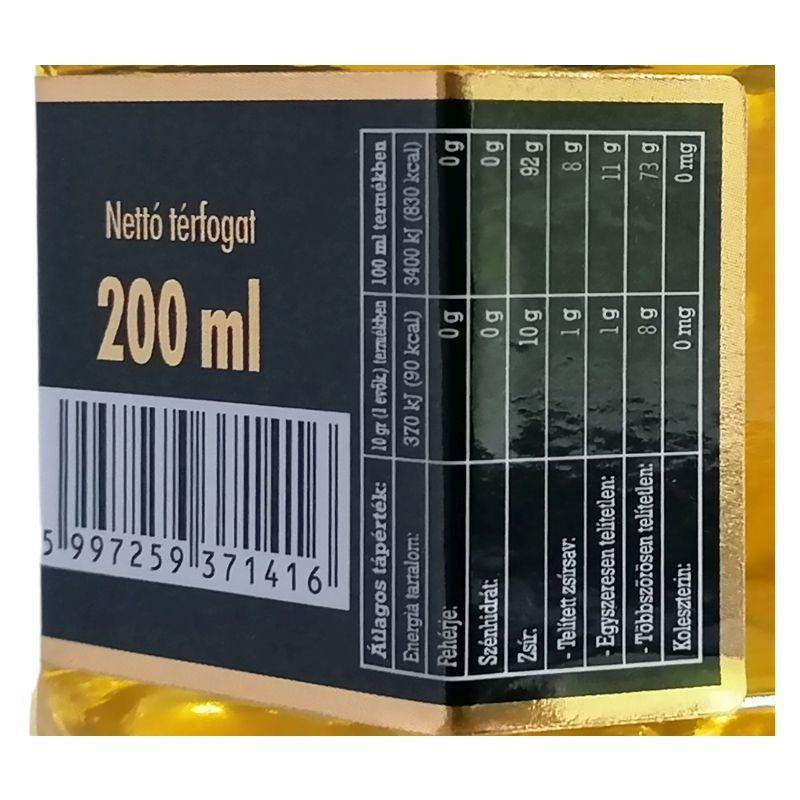 Nettó térfogat
200 ml
5 997259 371416
Átlagos tápérték: 10 gr (1 evők.) termékben 100 ml termékben
Energia tartalom: 370 kJ (90 kcal) 3400 kJ (830 kcal)
Fehérje: 0 g 0 g
Szénhidrát: 0 g 0 g
Zsír: 10 g 92 g
- Telített zsírsav: 1 g 8 g
- Egyszeresen telítetlen: 1 g 11 g
- Többszörösen telítetlen: 8 g 73 g
Koleszterin: 0 mg 0 mg